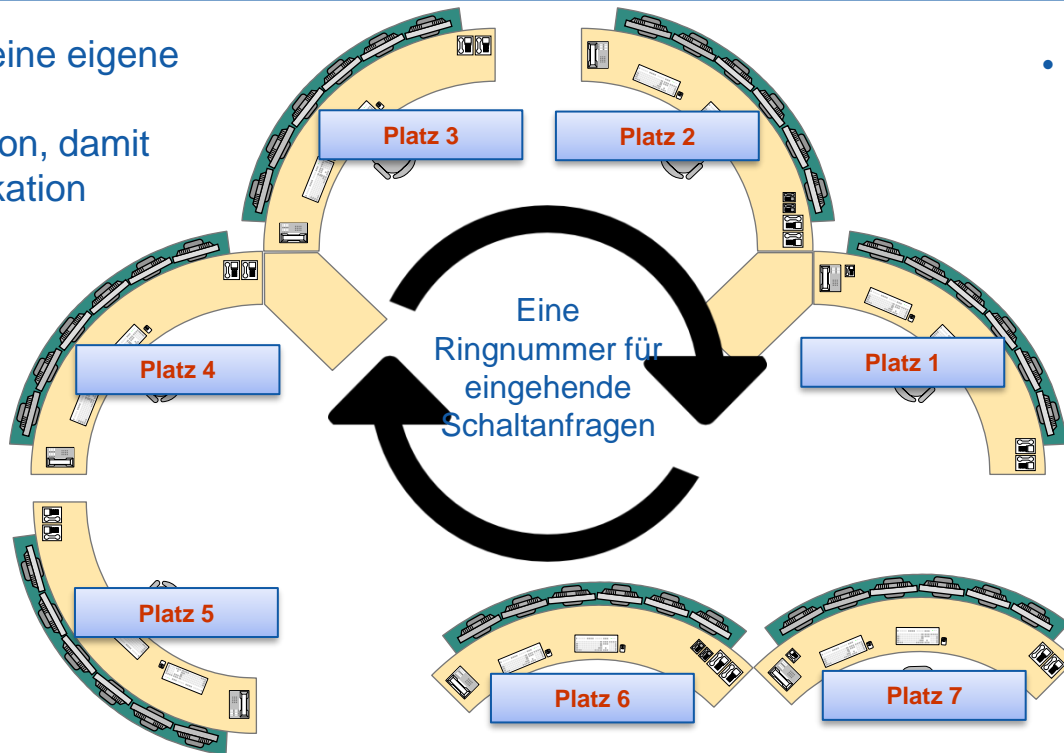 eine eigene
on, damit
kation
•
Platz 3
Platz 2
Platz 4
Platz 1
Eine
Ringnummer für
eingehende
Schaltanfragen
Platz 5
Platz 6
Platz 7